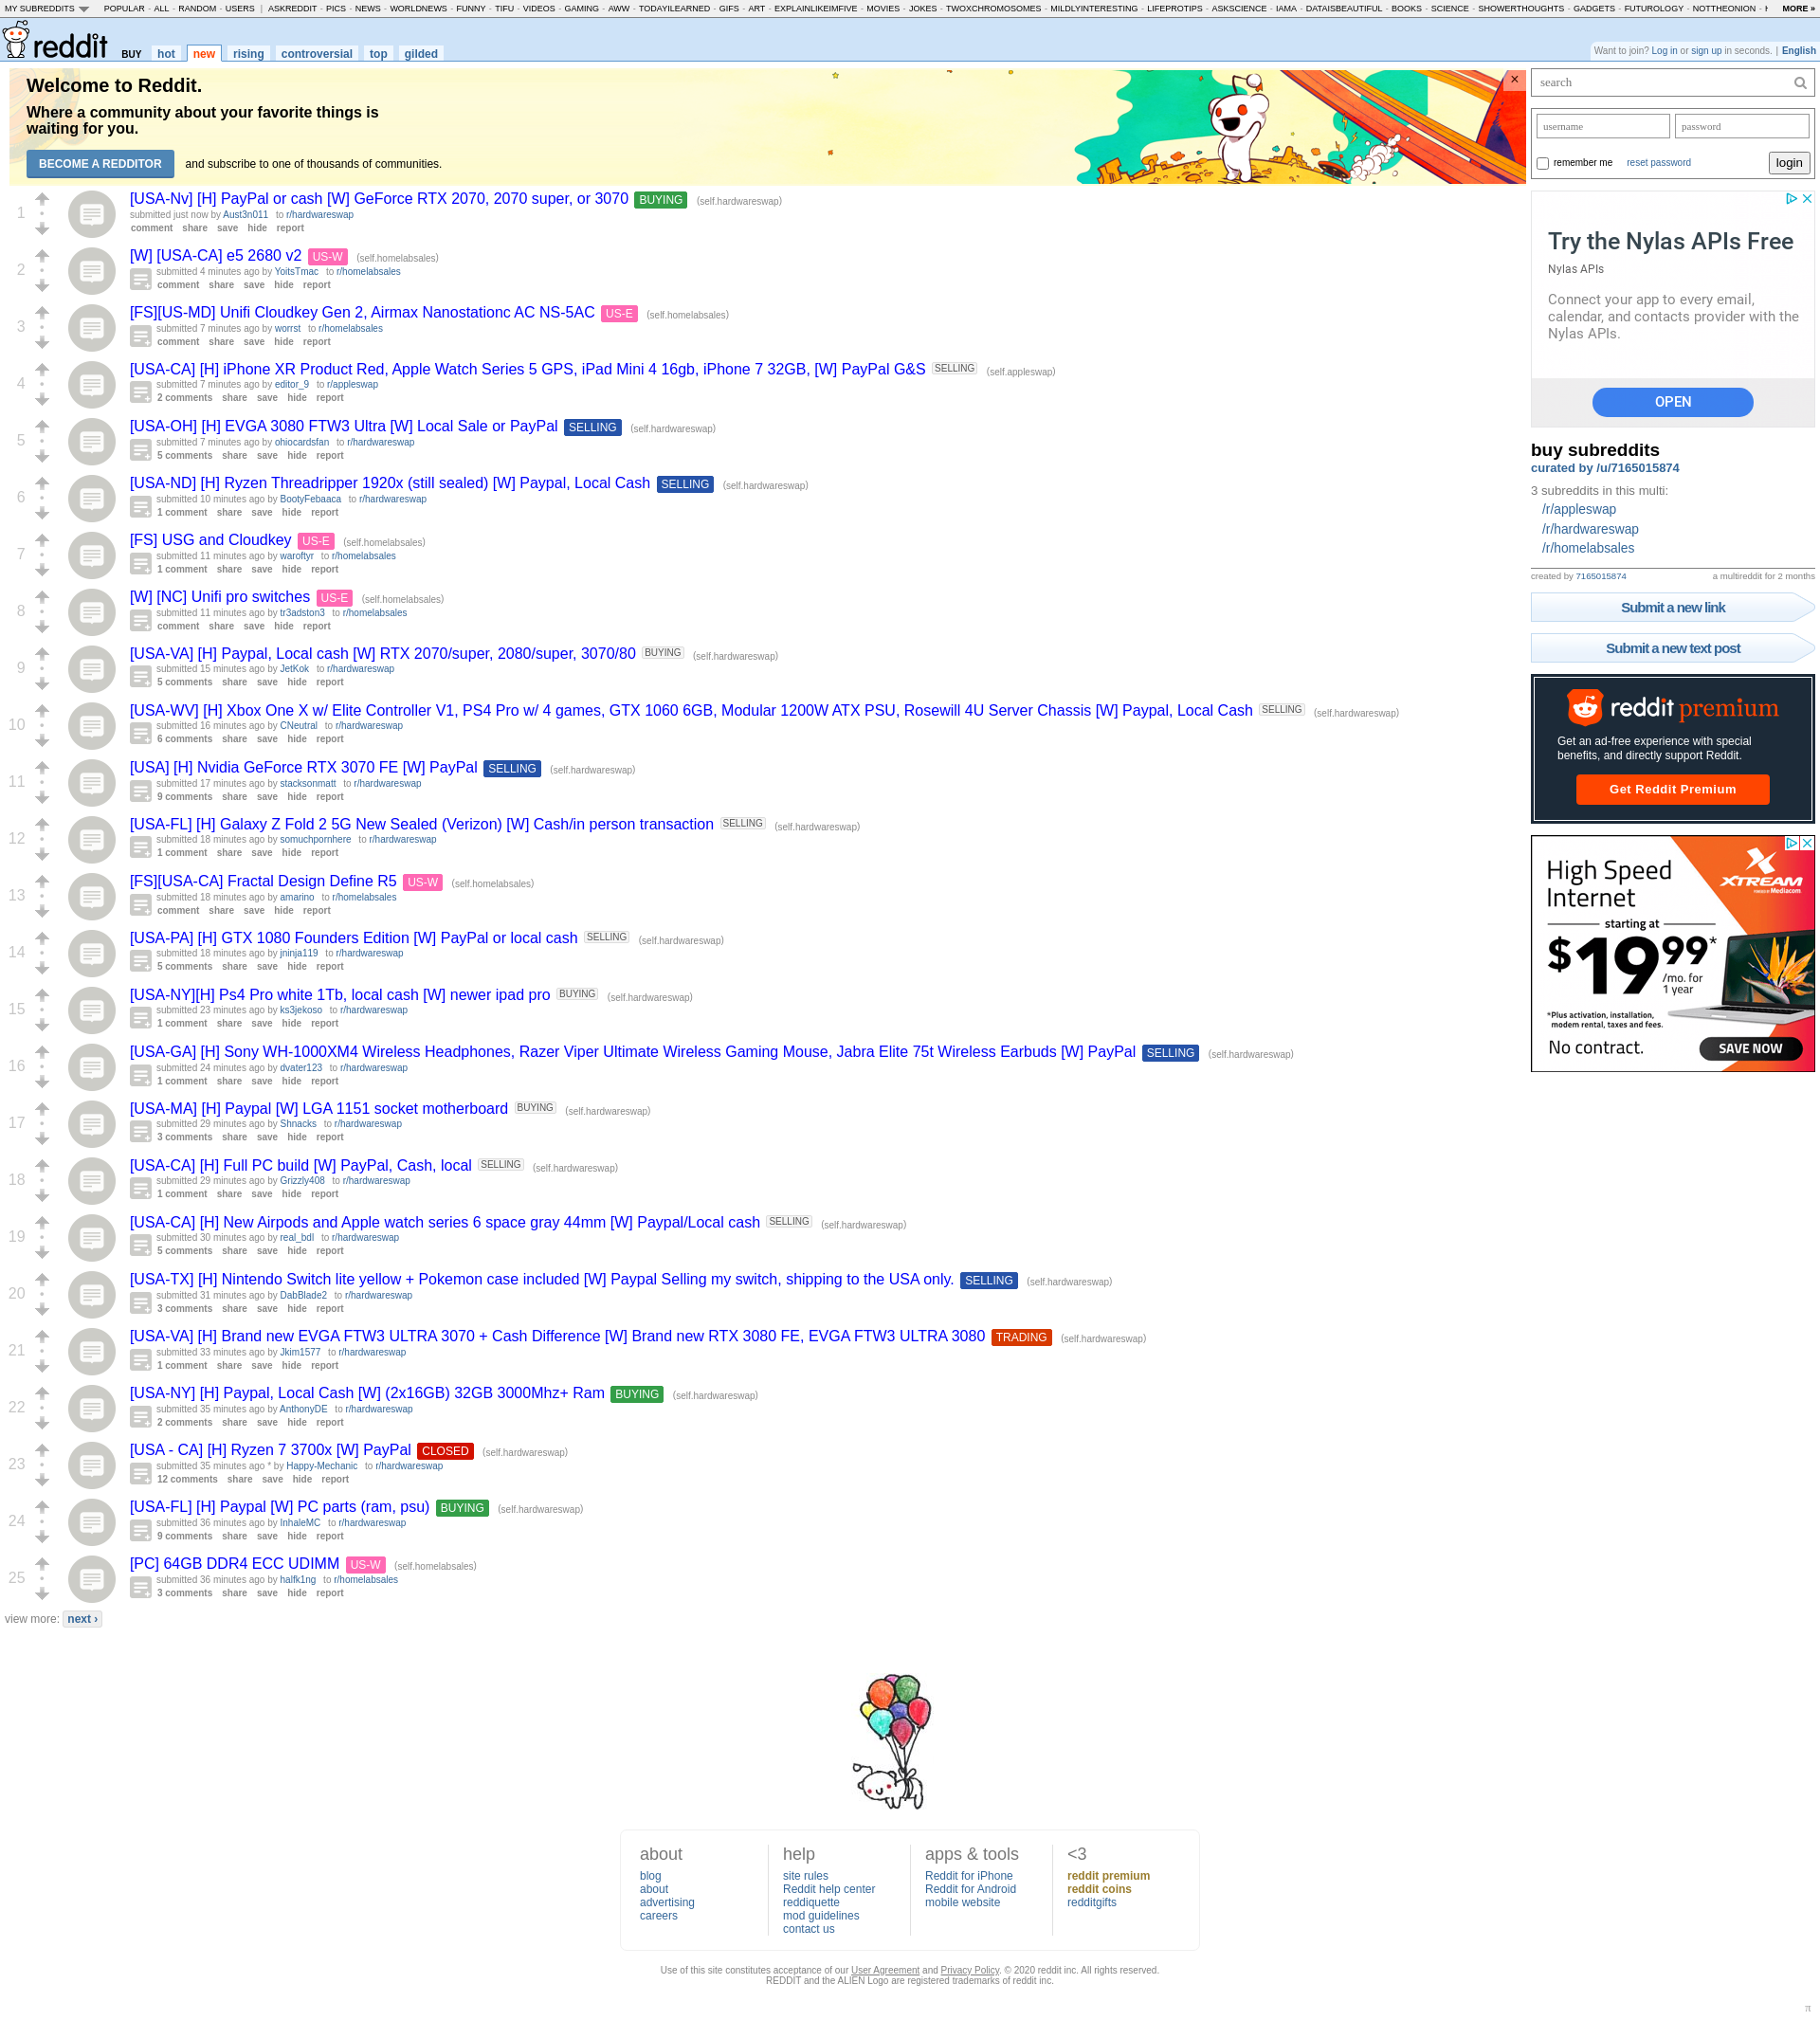 MY SUBREDDITS POPULAR - ALL - RANDOM - USERS | ASKREDDIT - PICS - NEWS - WORLDNEWS - FUNNY - TIFU - VIDEOS - GAMING - AWW - TODAYILEARNED - GIFS - ART - EXPLAINLIKEIMFIVE - MOVIES - JOKES - TWOXCHROMOSOMES - MILDLYINTERESTING - LIFEPROTIPS - ASKSCIENCE - IAMA - DATAISBEAUTIFUL - BOOKS - SCIENCE - SHOWERTHOUGHTS - GADGETS - FUTUROLOGY - NOTTHEONION - MORE »
reddit BUY hot new rising controversial top gilded
Want to join? Log in or sign up in seconds. | English
Welcome to Reddit.
Where a community about your favorite things is
waiting for you.
BECOME A REDDITOR and subscribe to one of thousands of communities.
1
[USA-Nv] [H] PayPal or cash [W] GeForce RTX 2070, 2070 super, or 3070 BUYING (self.hardwareswap)
submitted just now by Aust3n011 to r/hardwareswap
comment share save hide report
2
[W] [USA-CA] e5 2680 v2 US-W (self.homelabsales)
submitted 4 minutes ago by YoitsTmac to r/homelabsales
comment share save hide report
3
[FS][US-MD] Unifi Cloudkey Gen 2, Airmax Nanostationc AC NS-5AC US-E (self.homelabsales)
submitted 7 minutes ago by worrst to r/homelabsales
comment share save hide report
4
[USA-CA] [H] iPhone XR Product Red, Apple Watch Series 5 GPS, iPad Mini 4 16gb, iPhone 7 32GB, [W] PayPal G&S SELLING (self.appleswap)
submitted 7 minutes ago by editor_9 to r/appleswap
2 comments share save hide report
5
[USA-OH] [H] EVGA 3080 FTW3 Ultra [W] Local Sale or PayPal SELLING (self.hardwareswap)
submitted 7 minutes ago by ohiocardsfan to r/hardwareswap
5 comments share save hide report
6
[USA-ND] [H] Ryzen Threadripper 1920x (still sealed) [W] Paypal, Local Cash SELLING (self.hardwareswap)
submitted 10 minutes ago by BootyFebaaca to r/hardwareswap
1 comment share save hide report
7
[FS] USG and Cloudkey US-E (self.homelabsales)
submitted 11 minutes ago by waroftyr to r/homelabsales
1 comment share save hide report
8
[W] [NC] Unifi pro switches US-E (self.homelabsales)
submitted 11 minutes ago by tr3adston3 to r/homelabsales
comment share save hide report
9
[USA-VA] [H] Paypal, Local cash [W] RTX 2070/super, 2080/super, 3070/80 BUYING (self.hardwareswap)
submitted 15 minutes ago by JetKok to r/hardwareswap
5 comments share save hide report
10
[USA-WV] [H] Xbox One X w/ Elite Controller V1, PS4 Pro w/ 4 games, GTX 1060 6GB, Modular 1200W ATX PSU, Rosewill 4U Server Chassis [W] Paypal, Local Cash SELLING (self.hardwareswap)
submitted 16 minutes ago by CNeutral to r/hardwareswap
6 comments share save hide report
11
[USA] [H] Nvidia GeForce RTX 3070 FE [W] PayPal SELLING (self.hardwareswap)
submitted 17 minutes ago by stacksonmatt to r/hardwareswap
9 comments share save hide report
12
[USA-FL] [H] Galaxy Z Fold 2 5G New Sealed (Verizon) [W] Cash/in person transaction SELLING (self.hardwareswap)
submitted 18 minutes ago by somuchpornhere to r/hardwareswap
1 comment share save hide report
13
[FS][USA-CA] Fractal Design Define R5 US-W (self.homelabsales)
submitted 18 minutes ago by amarino to r/homelabsales
comment share save hide report
14
[USA-PA] [H] GTX 1080 Founders Edition [W] PayPal or local cash SELLING (self.hardwareswap)
submitted 18 minutes ago by jninja119 to r/hardwareswap
5 comments share save hide report
15
[USA-NY][H] Ps4 Pro white 1Tb, local cash [W] newer ipad pro BUYING (self.hardwareswap)
submitted 23 minutes ago by ks3jekoso to r/hardwareswap
1 comment share save hide report
16
[USA-GA] [H] Sony WH-1000XM4 Wireless Headphones, Razer Viper Ultimate Wireless Gaming Mouse, Jabra Elite 75t Wireless Earbuds [W] PayPal SELLING (self.hardwareswap)
submitted 24 minutes ago by dvater123 to r/hardwareswap
1 comment share save hide report
17
[USA-MA] [H] Paypal [W] LGA 1151 socket motherboard BUYING (self.hardwareswap)
submitted 29 minutes ago by Shnacks to r/hardwareswap
3 comments share save hide report
18
[USA-CA] [H] Full PC build [W] PayPal, Cash, local SELLING (self.hardwareswap)
submitted 29 minutes ago by Grizzly408 to r/hardwareswap
1 comment share save hide report
19
[USA-CA] [H] New Airpods and Apple watch series 6 space gray 44mm [W] Paypal/Local cash SELLING (self.hardwareswap)
submitted 30 minutes ago by real_bdl to r/hardwareswap
5 comments share save hide report
20
[USA-TX] [H] Nintendo Switch lite yellow + Pokemon case included [W] Paypal Selling my switch, shipping to the USA only. SELLING (self.hardwareswap)
submitted 31 minutes ago by DabBlade2 to r/hardwareswap
3 comments share save hide report
21
[USA-VA] [H] Brand new EVGA FTW3 ULTRA 3070 + Cash Difference [W] Brand new RTX 3080 FE, EVGA FTW3 ULTRA 3080 TRADING (self.hardwareswap)
submitted 33 minutes ago by Jkim1577 to r/hardwareswap
1 comment share save hide report
22
[USA-NY] [H] Paypal, Local Cash [W] (2x16GB) 32GB 3000Mhz+ Ram BUYING (self.hardwareswap)
submitted 35 minutes ago by AnthonyDE to r/hardwareswap
2 comments share save hide report
23
[USA - CA] [H] Ryzen 7 3700x [W] PayPal CLOSED (self.hardwareswap)
submitted 35 minutes ago * by Happy-Mechanic to r/hardwareswap
12 comments share save hide report
24
[USA-FL] [H] Paypal [W] PC parts (ram, psu) BUYING (self.hardwareswap)
submitted 36 minutes ago by InhaleMC to r/hardwareswap
9 comments share save hide report
25
[PC] 64GB DDR4 ECC UDIMM US-W (self.homelabsales)
submitted 36 minutes ago by halfk1ng to r/homelabsales
3 comments share save hide report
view more: next ›
search
username password
remember me reset password login
Try the Nylas APIs Free
Nylas APIs
Connect your app to every email,
calendar, and contacts provider with the
Nylas APIs.
OPEN
buy subreddits
curated by /u/7165015874
3 subreddits in this multi:
/r/appleswap
/r/hardwareswap
/r/homelabsales
created by 7165015874 a multireddit for 2 months
Submit a new link
Submit a new text post
reddit premium
Get an ad-free experience with special
benefits, and directly support Reddit.
Get Reddit Premium
High Speed
Internet
XTREAM
powered by Mediacom
starting at
$19.99*
/mo. for
1 year
*Plus activation, installation,
modem rental, taxes and fees.
No contract. SAVE NOW
about
blog
about
advertising
careers
help
site rules
Reddit help center
reddiquette
mod guidelines
contact us
apps & tools
Reddit for iPhone
Reddit for Android
mobile website
<3
reddit premium
reddit coins
redditgifts
Use of this site constitutes acceptance of our User Agreement and Privacy Policy. © 2020 reddit inc. All rights reserved.
REDDIT and the ALIEN Logo are registered trademarks of reddit inc.
π